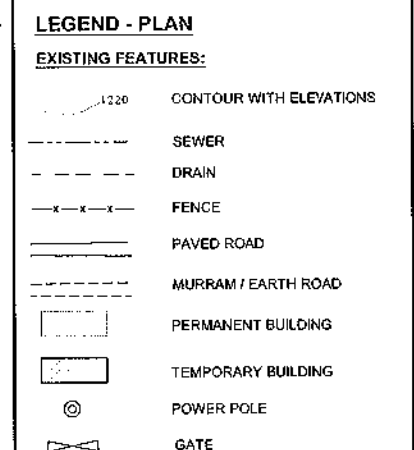 LEGEND - PLAN
EXISTING FEATURES:
1220 CONTOUR WITH ELEVATIONS
SEWER
DRAIN
x x x FENCE
PAVED ROAD
MURRAM / EARTH ROAD
PERMANENT BUILDING
TEMPORARY BUILDING
POWER POLE
GATE